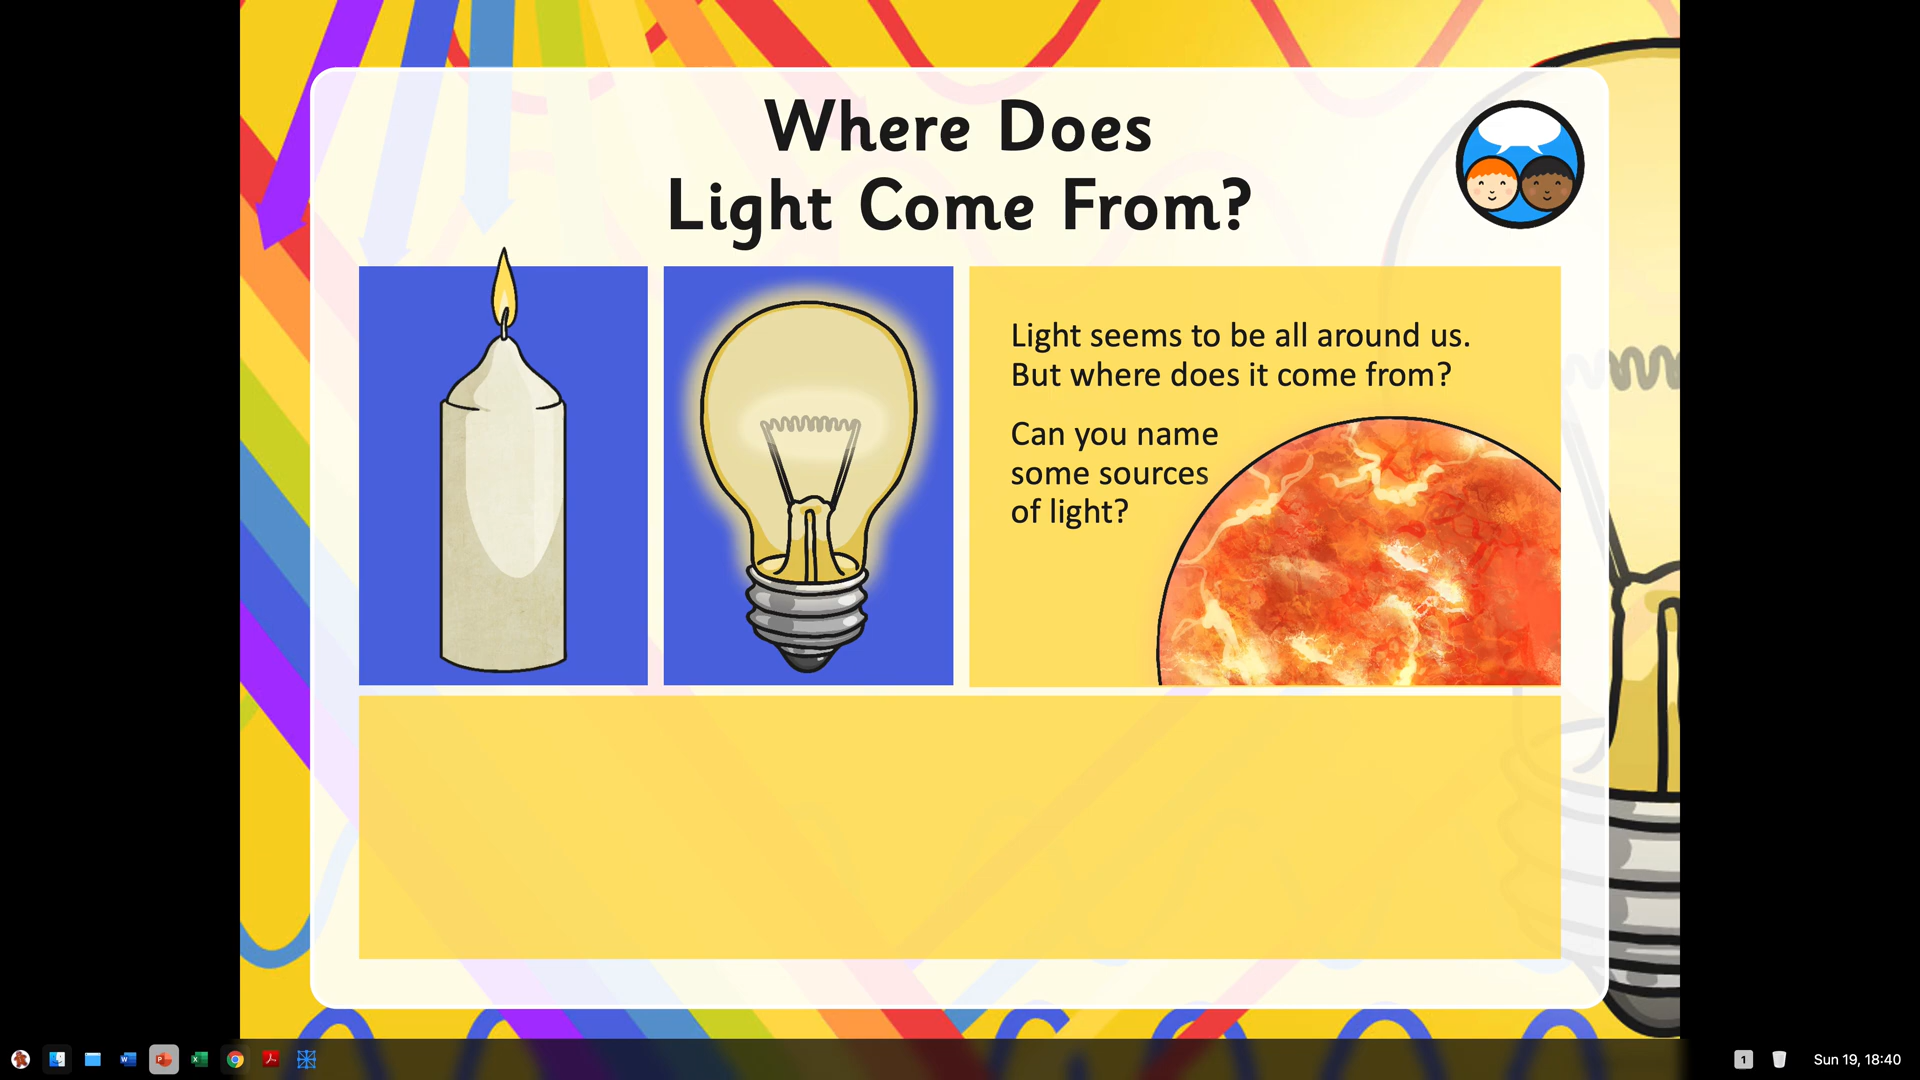 Where Does
Light Come From?
Light seems to be all around us.
But where does it come from?
Can you name
some sources
of light?
1
Sun 19, 18:40